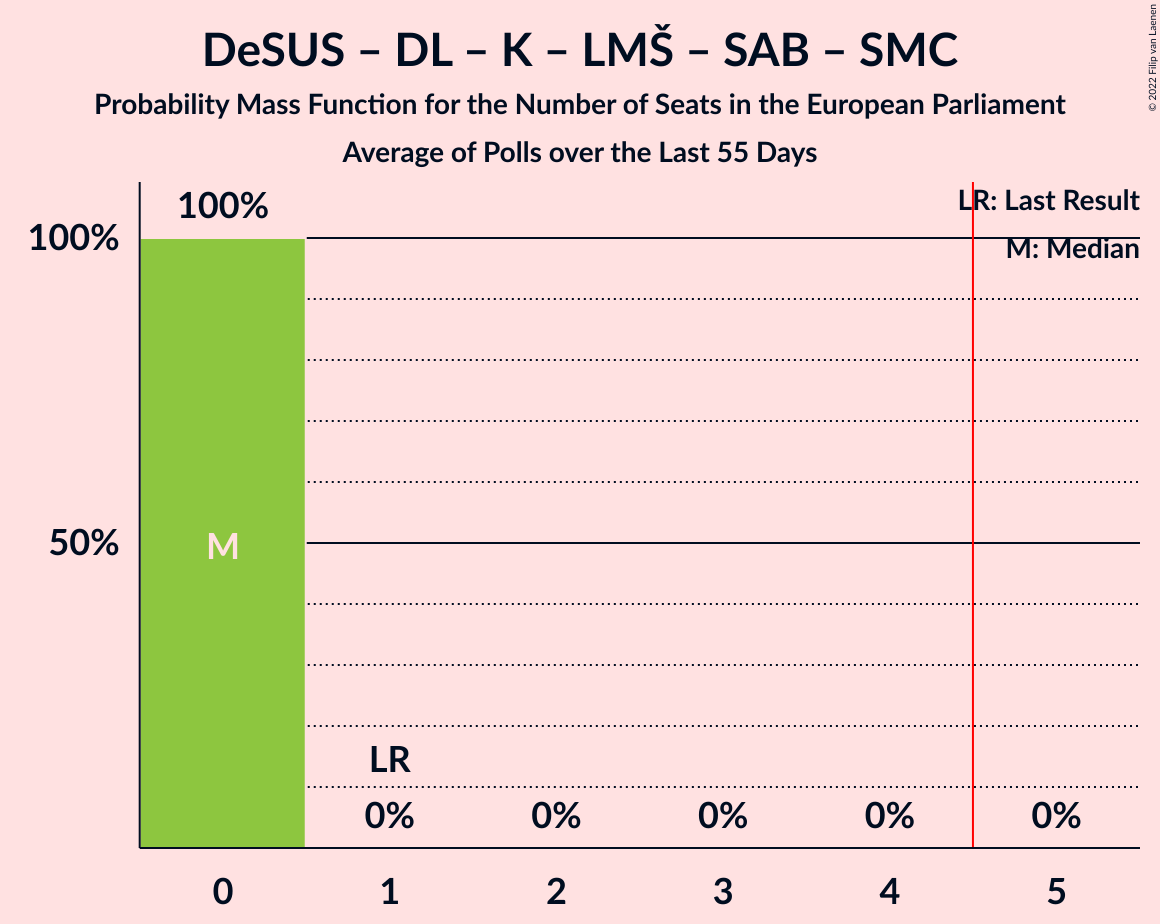 DeSUS – DL – K – LMŠ – SAB – SMC
Probability Mass Function for the Number of Seats in the European Parliament
Average of Polls over the Last 55 Days
© 2022 Filip van Laenen
LR: Last Result
M: Median
100%
100%
50%
M
LR
0%
0%
0%
0%
0%
0
1
2
3
4
5